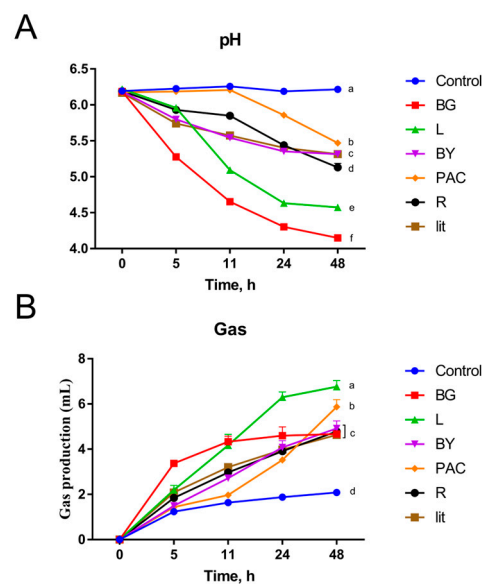 A
pH
6.5
6.0
5.5
5.0
4.5
4.0
0 5 11 24 48
Time, h
a
b
c
d
e
f
Control
BG
L
BY
PAC
R
lit
B
Gas
Gas production (mL)
8
6
4
2
0
0 5 11 24 48
Time, h
a
b
c
d
Control
BG
L
BY
PAC
R
lit